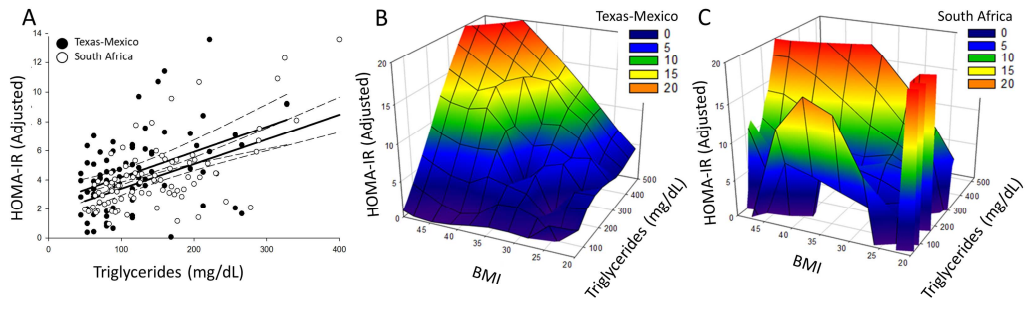 A
14
12
10
8
6
4
2
0
HOMA-IR (Adjusted)
Texas-Mexico
South Africa
0 100 200 300 400
Triglycerides (mg/dL)
B
Texas-Mexico
0
5
10
15
20
20
15
10
5
0
HOMA-IR (Adjusted)
45 40 35 30 25 20
BMI
100 200 300 400 500
Triglycerides (mg/dL)
C
South Africa
0
5
10
15
20
20
15
10
5
0
HOMA-IR (Adjusted)
45 40 35 30 25 20
BMI
100 200 300 400 500
Triglycerides (mg/dL)